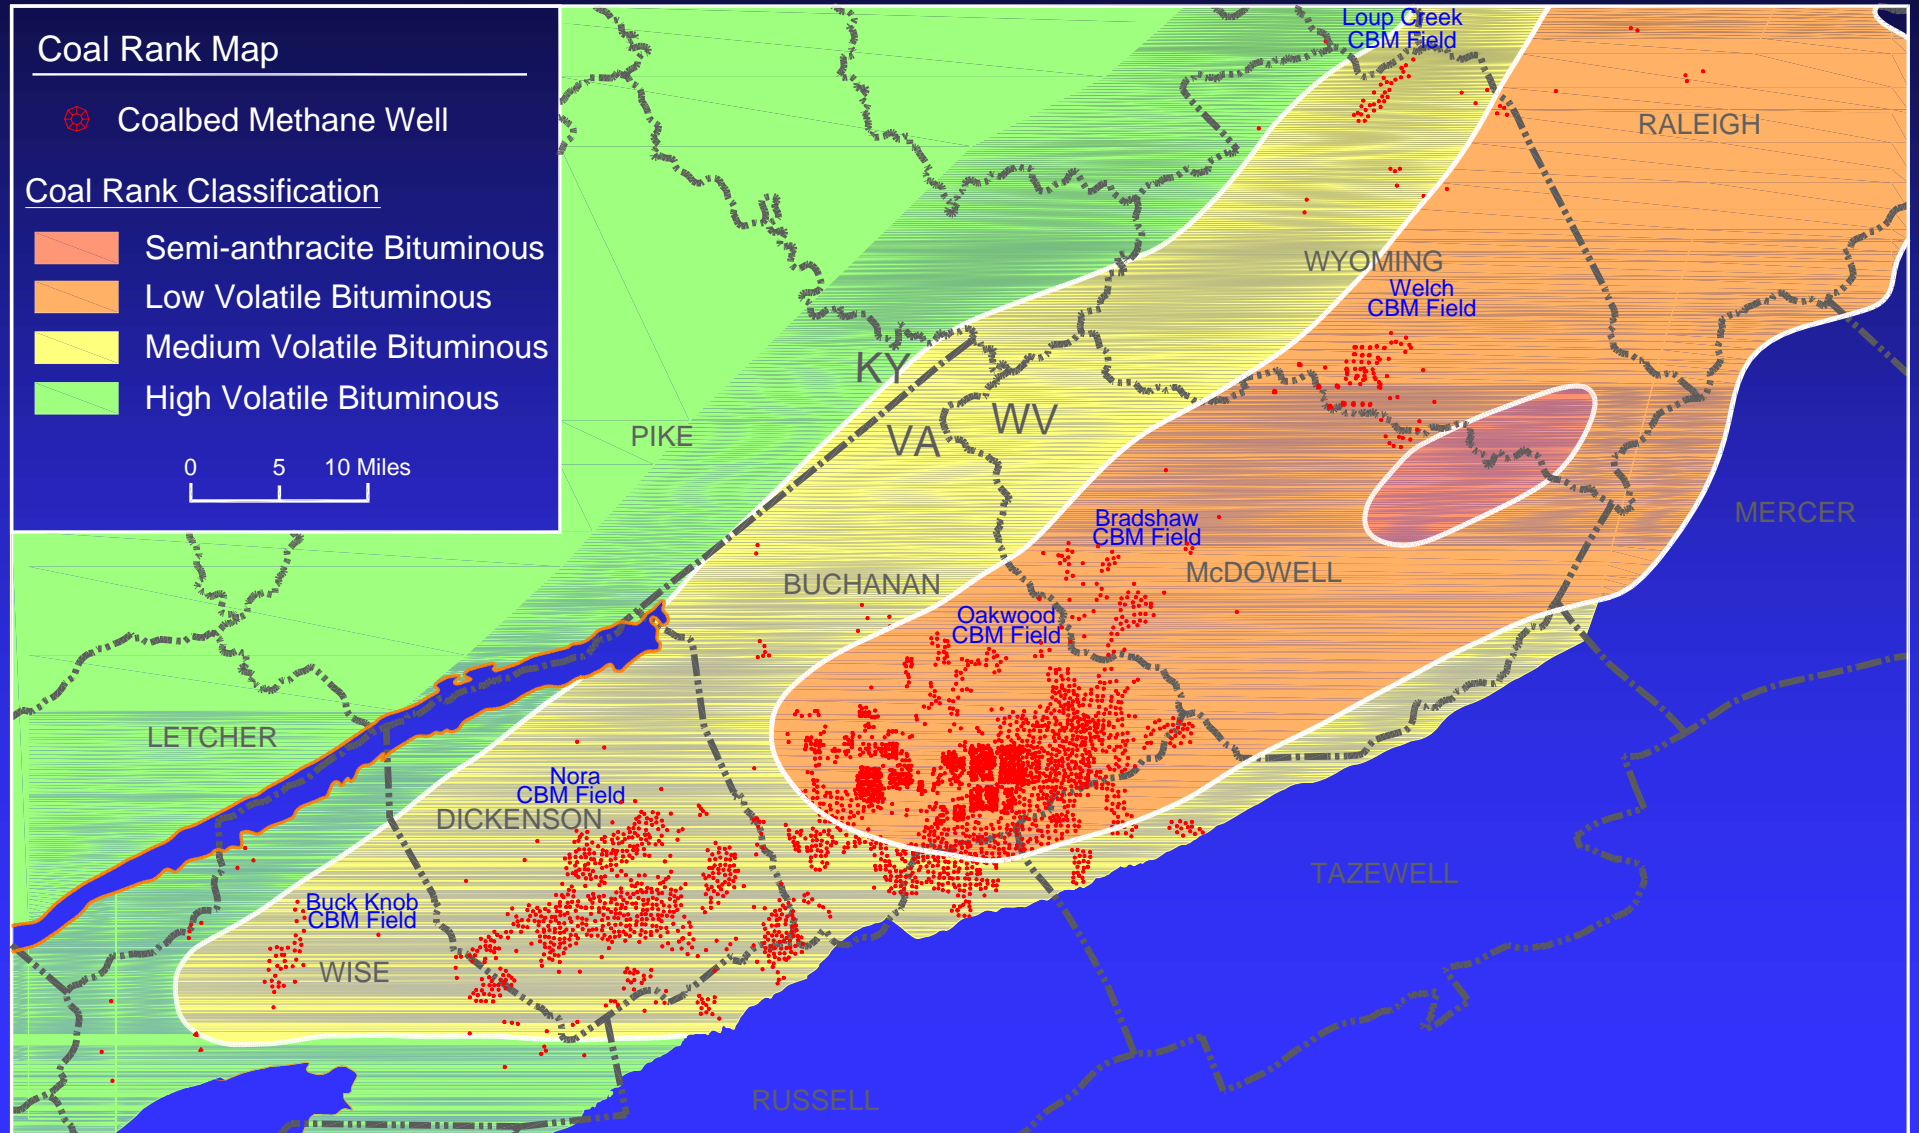 Coal Rank Map
Coalbed Methane Well
Coal Rank Classification
Semi-anthracite Bituminous
Low Volatile Bituminous
Medium Volatile Bituminous
High Volatile Bituminous
0 5 10 Miles
Loup Creek
CBM Field
RALEIGH
WYOMING
Welch
CBM Field
KY
VA
WV
PIKE
MERCER
Bradshaw
CBM Field
McDOWELL
BUCHANAN
Oakwood
CBM Field
LETCHER
Nora
CBM Field
DICKENSON
TAZEWELL
Buck Knob
CBM Field
WISE
RUSSELL